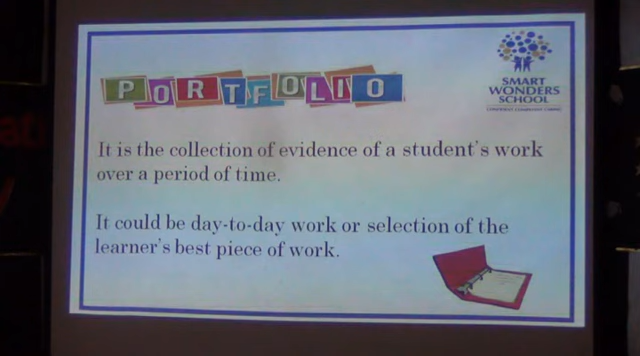 PORTFOLIO
SMART
WONDERS
SCHOOL
It is the collection of evidence of a student's work
over a period of time.
It could be day-to-day work or selection of the
learner's best piece of work.